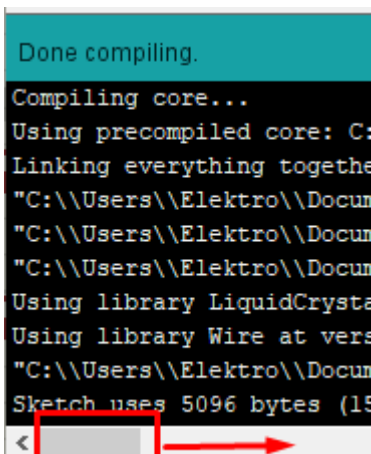 Done compiling.
Compiling core...
Using precompiled core: C:
Linking everything togethe
"C:\\Users\\Elektro\\Docum
"C:\\Users\\Elektro\\Docum
"C:\\Users\\Elektro\\Docum
Using library LiquidCrysta
Using library Wire at vers
"C:\\Users\\Elektro\\Docum
Sketch uses 5096 bytes (15